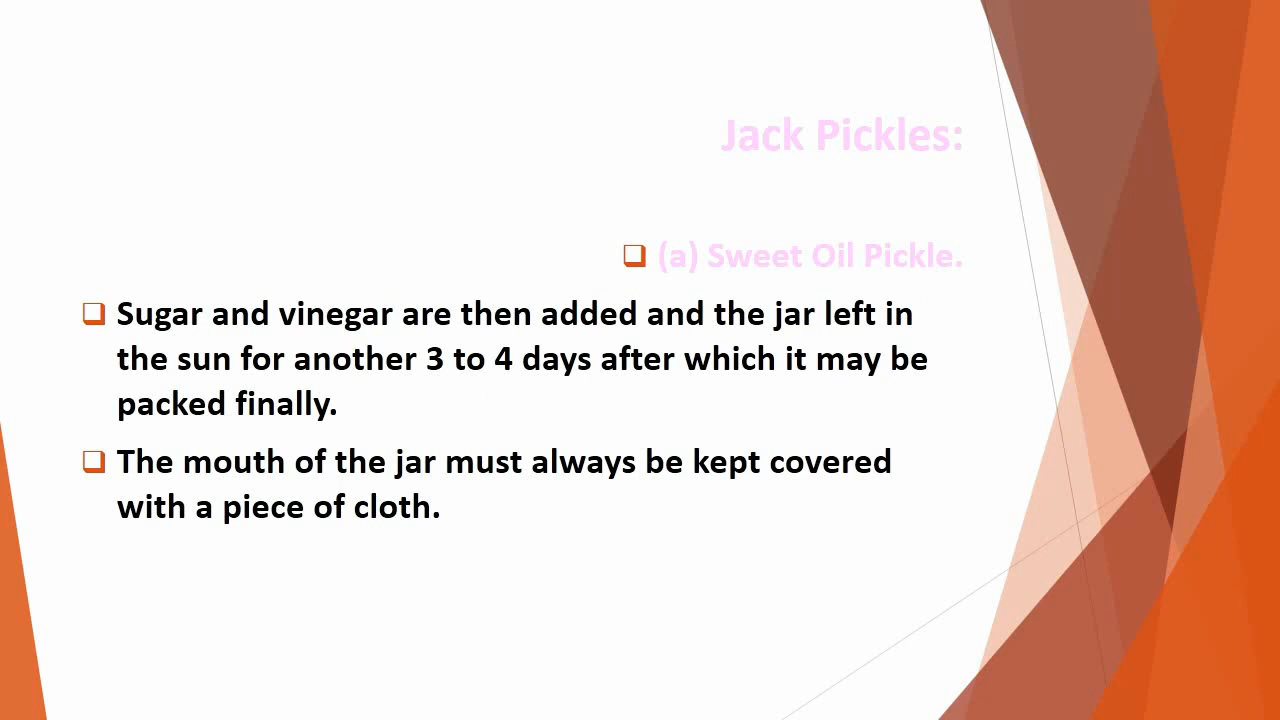 Jack Pickles:
(a) Sweet Oil Pickle.
Sugar and vinegar are then added and the jar left in
the sun for another 3 to 4 days after which it may be
packed finally.
The mouth of the jar must always be kept covered
with a piece of cloth.